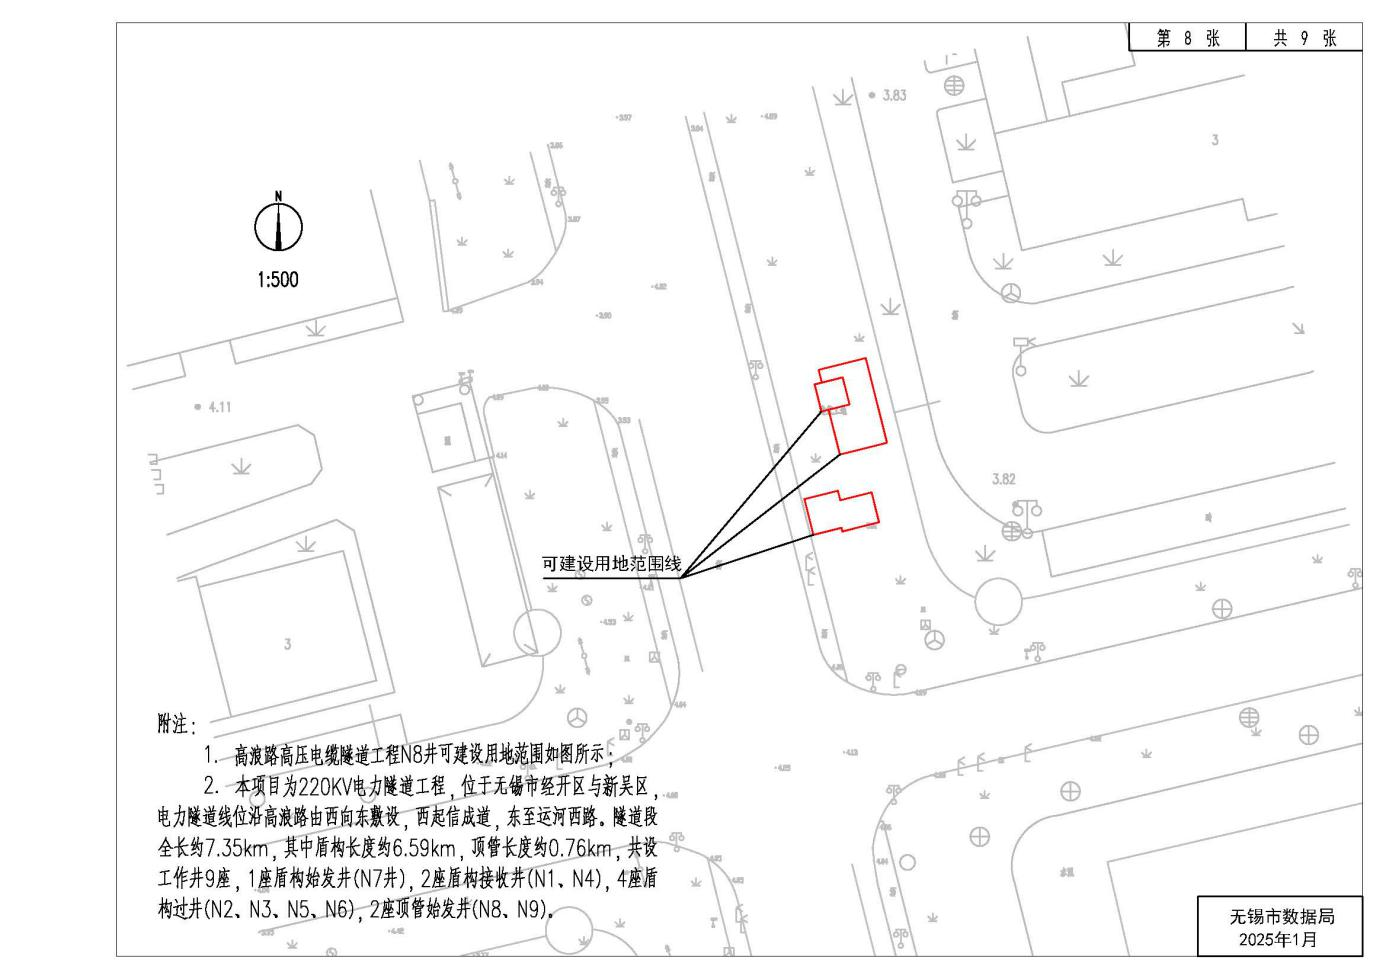 第 8 张
共 9 张
3.83
3
N
1:500
4.11
3.82
可建设用地范围线
3
附注：
1. 高浪路高压电缆隧道工程N8井可建设用地范围如图所示；
2. 本项目为220KV电力隧道工程，位于无锡市经开区与新吴区，
电力隧道线位沿高浪路由西向东敷设，西起信成道，东至运河西路。隧道段
全长约7.35km，其中盾构长度约6.59km，顶管长度约0.76km，共设
工作井9座，1座盾构始发井(N7井)，2座盾构接收井(N1、N4)，4座盾
构过井(N2、N3、N5、N6)，2座顶管始发井(N8、N9)。
无锡市数据局
2025年1月